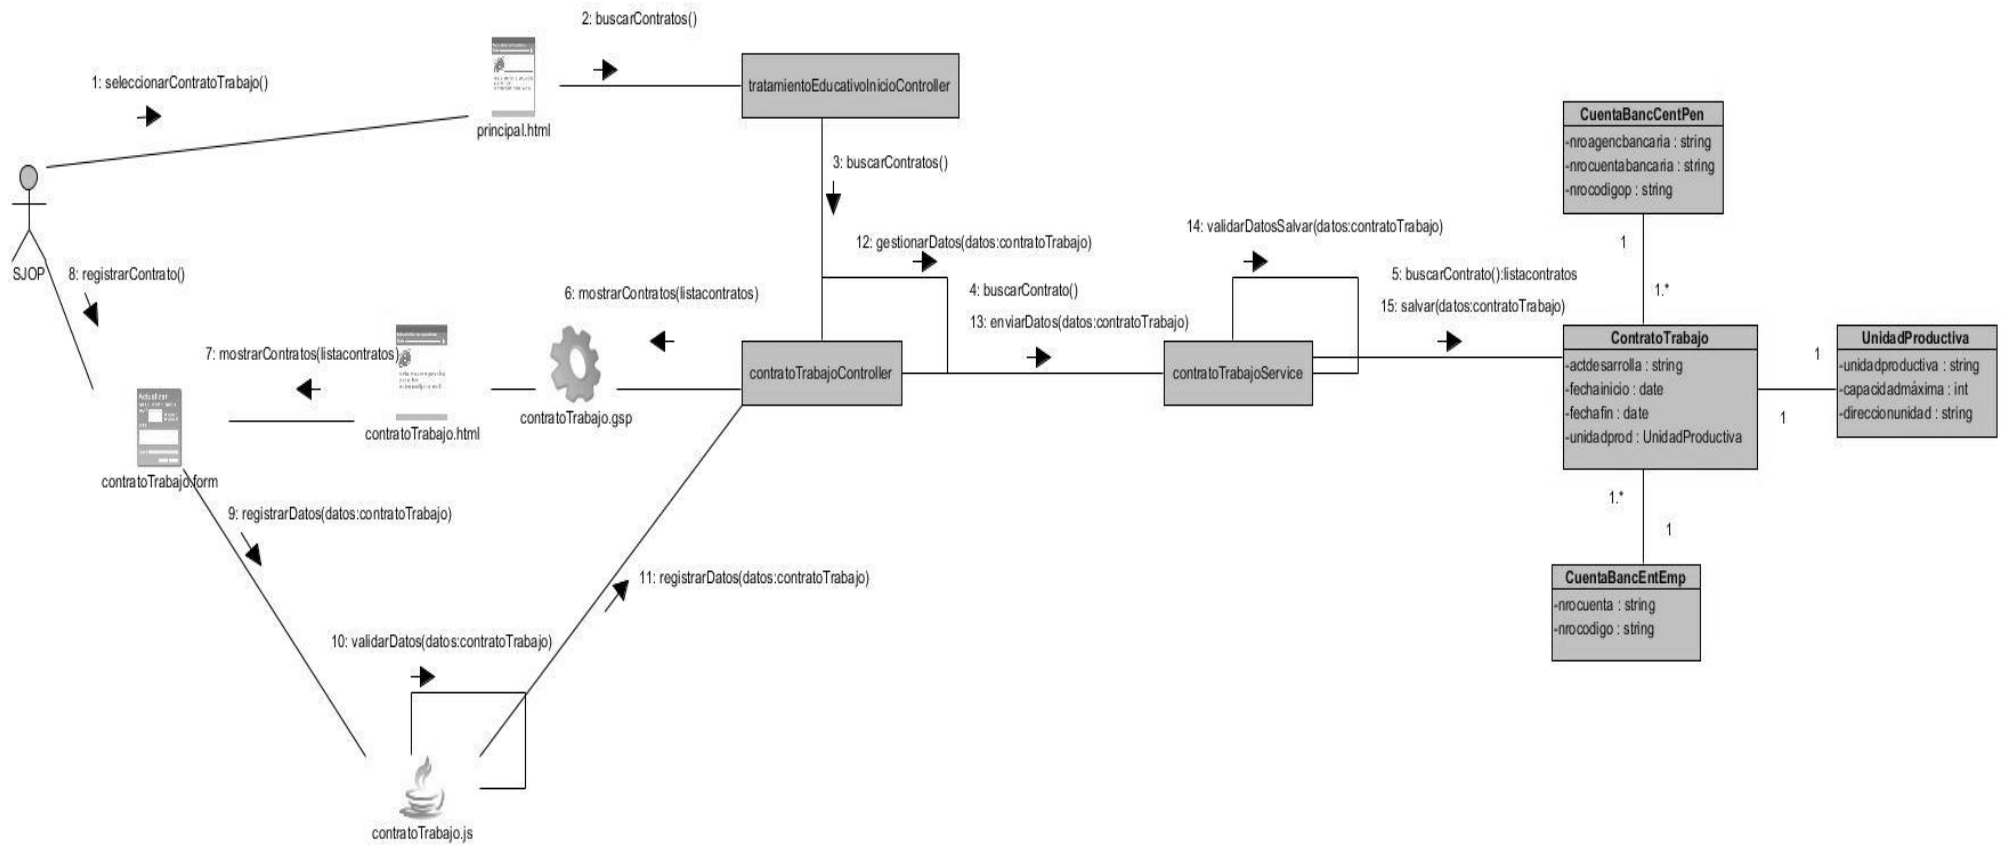 2: buscarContratos()
1: seleccionarContratoTrabajo()
principal.html
tratamientoEducativoInicioController
3: buscarContratos()
SJOP
8: registrarContrato()
12: gestionarDatos(datos:contratoTrabajo)
14: validarDatosSalvar(datos:contratoTrabajo)
4: buscarContrato()
13: enviarDatos(datos:contratoTrabajo)
5: buscarContrato():listacontratos
15: salvar(datos:contratoTrabajo)
6: mostrarContratos(listacontratos)
7: mostrarContratos(listacontratos)
contratoTrabajo.html
contratoTrabajo.gsp
contratoTrabajoController
contratoTrabajoService
Actualizar
contratoTrabajo.form
9: registrarDatos(datos:contratoTrabajo)
11: registrarDatos(datos:contratoTrabajo)
10: validarDatos(datos:contratoTrabajo)
contratoTrabajo.js
CuentaBancCentPen
-nroagencbancaria : string
-nrocuentabancaria : string
-nrocodigop : string
1
1.*
ContratoTrabajo
-actdesarrolla : string
-fechainicio : date
-fechafin : date
-unidadprod : UnidadProductiva
1
1
UnidadProductiva
-unidadproductiva : string
-capacidadmáxima : int
-direccionunidad : string
1.*
1
CuentaBancEntEmp
-nrocuenta : string
-nrocodigo : string